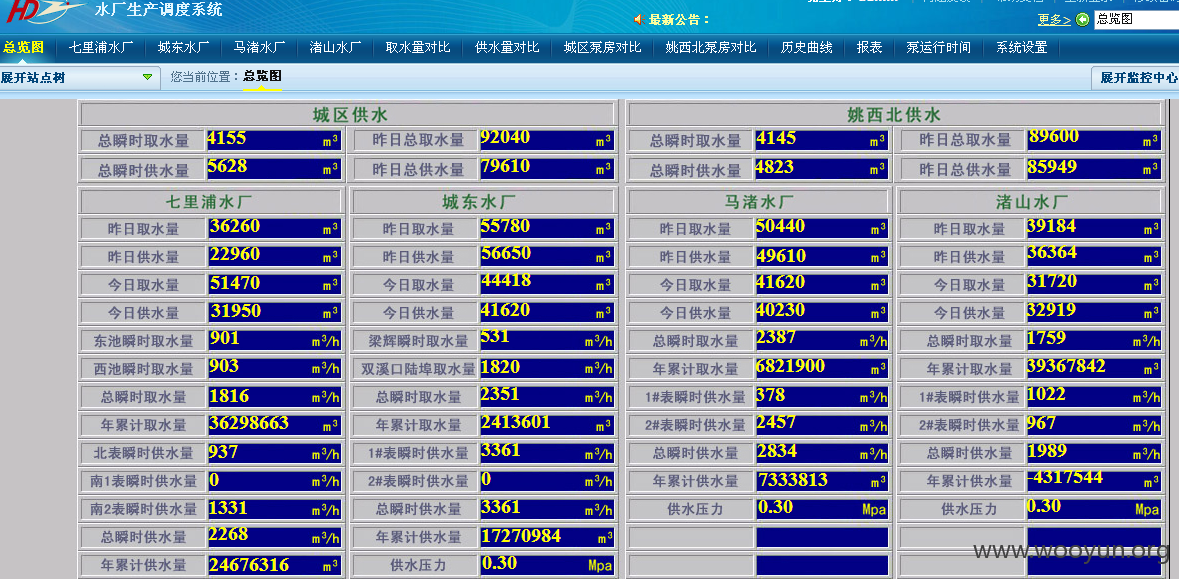 HD 水厂生产调度系统
最新公告：
更多>> 总览图
总览图 七里浦水厂 城东水厂 马渚水厂 渚山水厂 取水量对比 供水量对比 城区泵房对比 姚西北泵房对比 历史曲线 报表 泵运行时间 系统设置
展开站点树 您当前位置：总览图 展开监控中心
城区供水 姚西北供水
总瞬时取水量 4155 m³ 昨日总取水量 92040 m³ 总瞬时取水量 4145 m³ 昨日总取水量 89600 m³
总瞬时供水量 5628 m³ 昨日总供水量 79610 m³ 总瞬时供水量 4823 m³ 昨日总供水量 85949 m³
七里浦水厂 城东水厂 马渚水厂 渚山水厂
昨日取水量 36260 m³ 昨日取水量 55780 m³ 昨日取水量 50440 m³ 昨日取水量 39184 m³
昨日供水量 22960 m³ 昨日供水量 56650 m³ 昨日供水量 49610 m³ 昨日供水量 36364 m³
今日取水量 51470 m³ 今日取水量 44418 m³ 今日取水量 41620 m³ 今日取水量 31720 m³
今日供水量 31950 m³ 今日供水量 41620 m³ 今日供水量 40230 m³ 今日供水量 32919 m³
东池瞬时取水量 901 m³/h 梁辉瞬时取水量 531 m³/h 总瞬时取水量 2387 m³/h 总瞬时取水量 1759 m³/h
西池瞬时取水量 903 m³/h 双溪口陆埠取水量 1820 m³/h 年累计取水量 6821900 m³ 年累计取水量 39367842 m³
总瞬时取水量 1816 m³/h 总瞬时取水量 2351 m³/h 1#表瞬时供水量 378 m³/h 1#表瞬时供水量 1022 m³/h
年累计取水量 36298663 m³ 年累计取水量 2413601 m³ 2#表瞬时供水量 2457 m³/h 2#表瞬时供水量 967 m³/h
北表瞬时供水量 937 m³/h 1#表瞬时供水量 3361 m³/h 总瞬时供水量 2834 m³/h 总瞬时供水量 1989 m³/h
南1表瞬时供水量 0 m³/h 2#表瞬时供水量 0 m³/h 年累计供水量 7333813 m³ 年累计供水量 -4317544 m³
南2表瞬时供水量 1331 m³/h 总瞬时供水量 3361 m³/h 供水压力 0.30 Mpa 供水压力 0.30 Mpa
总瞬时供水量 2268 m³/h 年累计供水量 17270984 m³
年累计供水量 24676316 m³ 供水压力 0.30 Mpa
www.wooyun.org